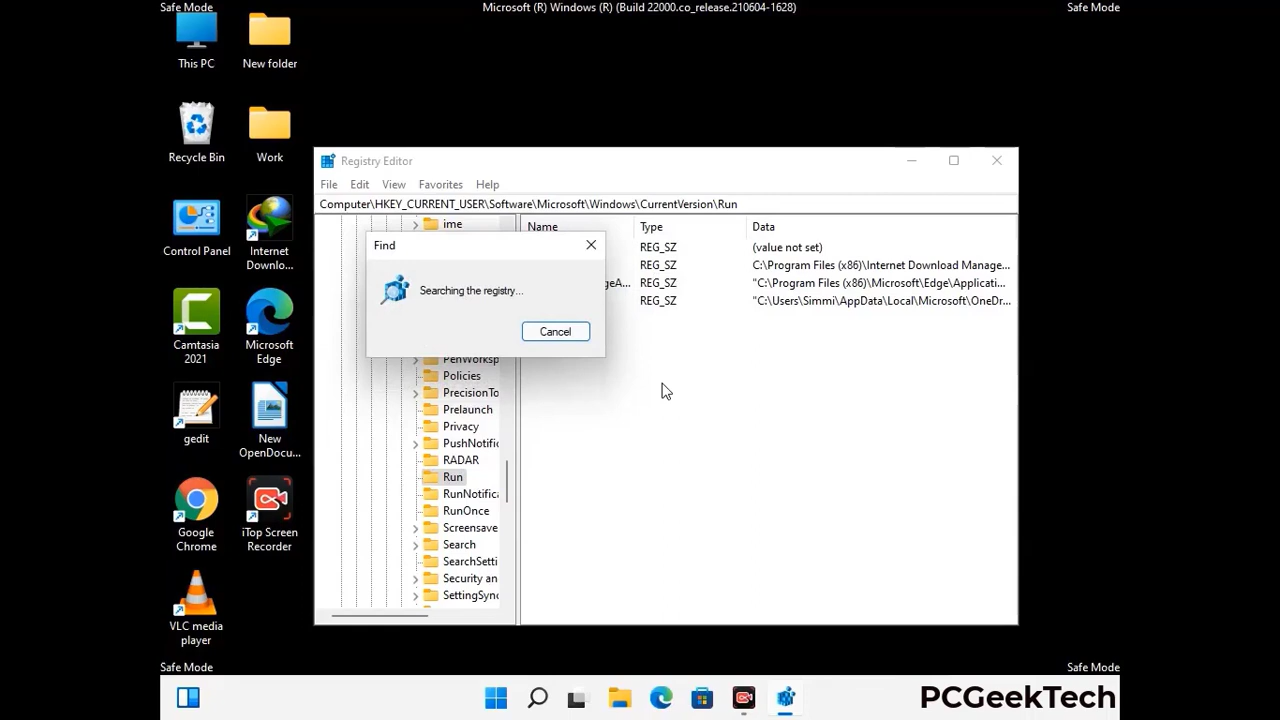 Safe Mode
Microsoft (R) Windows (R) (Build 22000.co_release.210604-1628)
Safe Mode
This PC
New folder
Recycle Bin
Work
Control Panel
Internet
Downlo...
Camtasia
2021
Microsoft
Edge
gedit
New
OpenDocu...
Google
Chrome
iTop Screen
Recorder
VLC media
player
Registry Editor
File Edit View Favorites Help
Computer\HKEY_CURRENT_USER\Software\Microsoft\Windows\CurrentVersion\Run
ime
PenWorksp
Policies
PrecisionTo
Prelaunch
Privacy
PushNotific
RADAR
Run
RunNotifica
RunOnce
Screensave
Search
SearchSetti
Security an
SettingSync
Name Type Data
REG_SZ (value not set)
REG_SZ C:\Program Files (x86)\Internet Download Manage...
geA... REG_SZ "C:\Program Files (x86)\Microsoft\Edge\Applicati...
REG_SZ "C:\Users\Simmi\AppData\Local\Microsoft\OneDr...
Find
Searching the registry...
Cancel
Safe Mode
Safe Mode
PCGeekTech